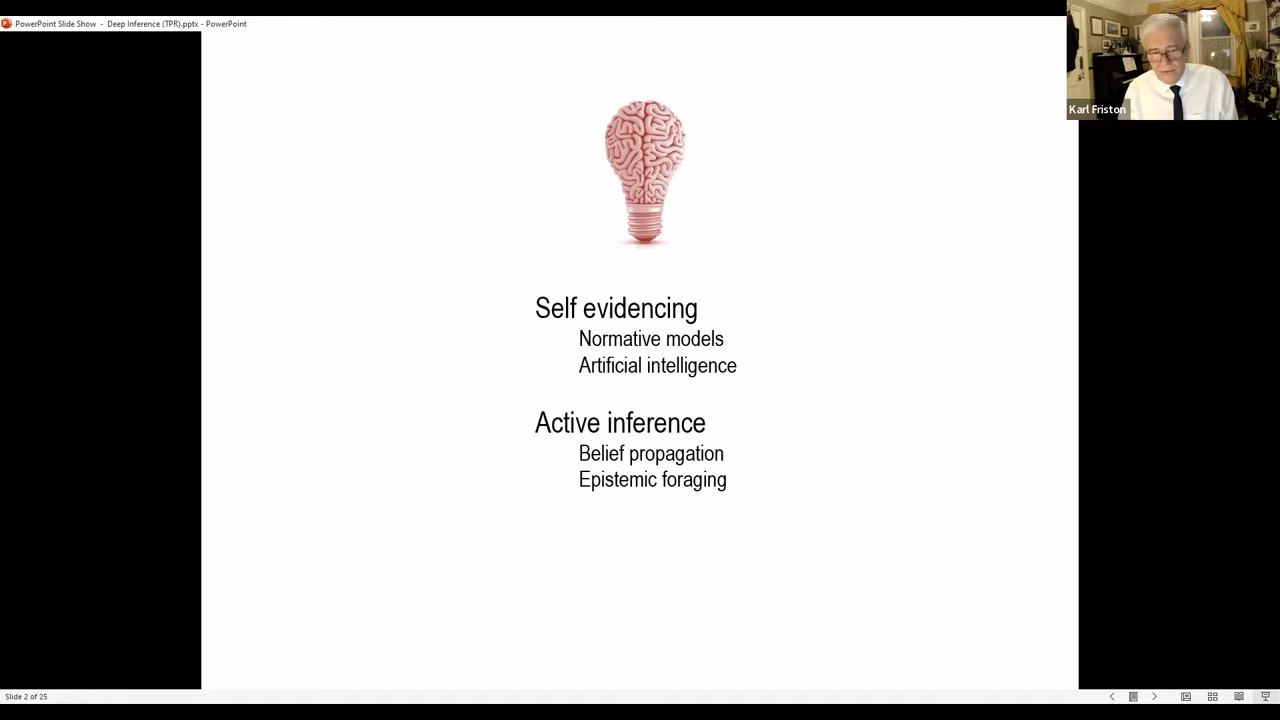 PowerPoint Slide Show - Deep Inference (TPR).pptx - PowerPoint
Karl Friston
Self evidencing
Normative models
Artificial intelligence
Active inference
Belief propagation
Epistemic foraging
Slide 2 of 25